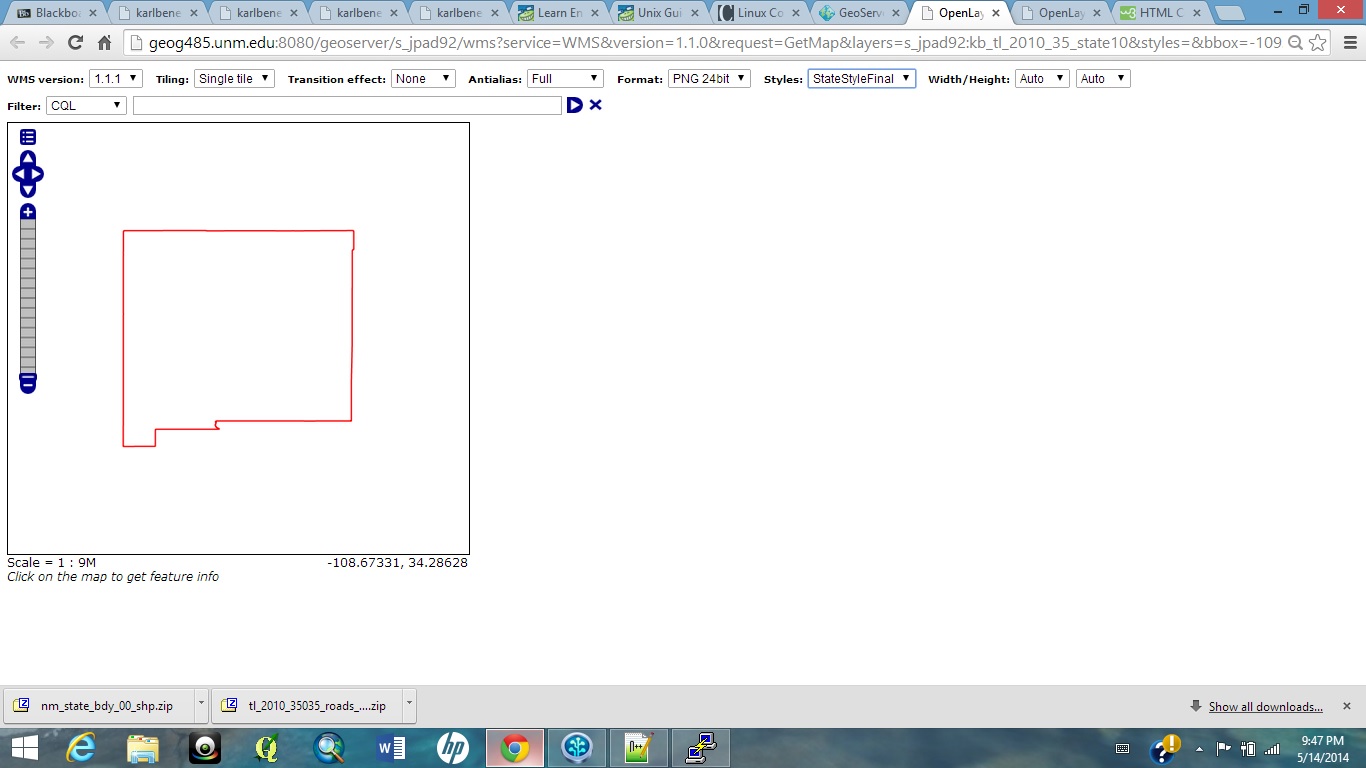 Blackboa karlbene karlbene karlbene karlbene Learn En Unix Gui Linux Co GeoServ OpenLay OpenLay HTML C
geog485.unm.edu:8080/geoserver/s_jpad92/wms?service=WMS&version=1.1.0&request=GetMap&layers=s_jpad92:kb_tl_2010_35_state10&styles=&bbox=-109
WMS version: 1.1.1 Tiling: Single tile Transition effect: None Antialias: Full Format: PNG 24bit Styles: StateStyleFinal Width/Height: Auto Auto
Filter: CQL
Scale = 1 : 9M -108.67331, 34.28628
Click on the map to get feature info
nm_state_bdy_00_shp.zip tl_2010_35035_roads_....zip Show all downloads...
9:47 PM
5/14/2014